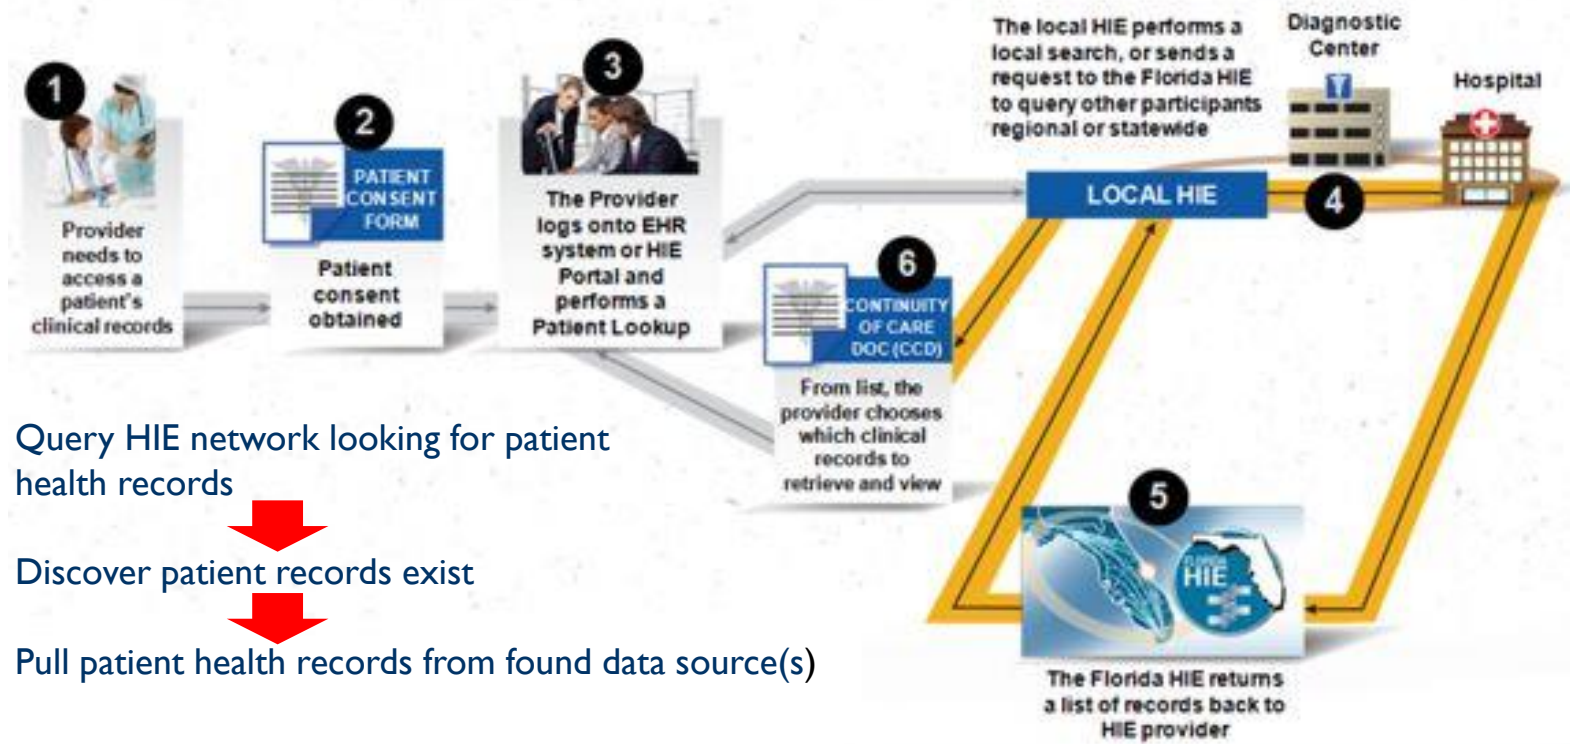 1
Provider
needs to
access a
patient's
clinical records
2
PATIENT
CONSENT
FORM
Patient
consent
obtained
3
The Provider
logs onto EHR
system or HIE
Portal and
performs a
Patient Lookup
The local HIE performs a
local search, or sends a
request to the Florida HIE
to query other participants
regional or statewide
Diagnostic
Center
Hospital
LOCAL HIE
4
6
CONTINUITY
OF CARE
DOC (CCD)
From list, the
provider chooses
which clinical
records to
retrieve and view
5
FLORIDA
HIE
The Florida HIE returns
a list of records back to
HIE provider
Query HIE network looking for patient
health records
Discover patient records exist
Pull patient health records from found data source(s)